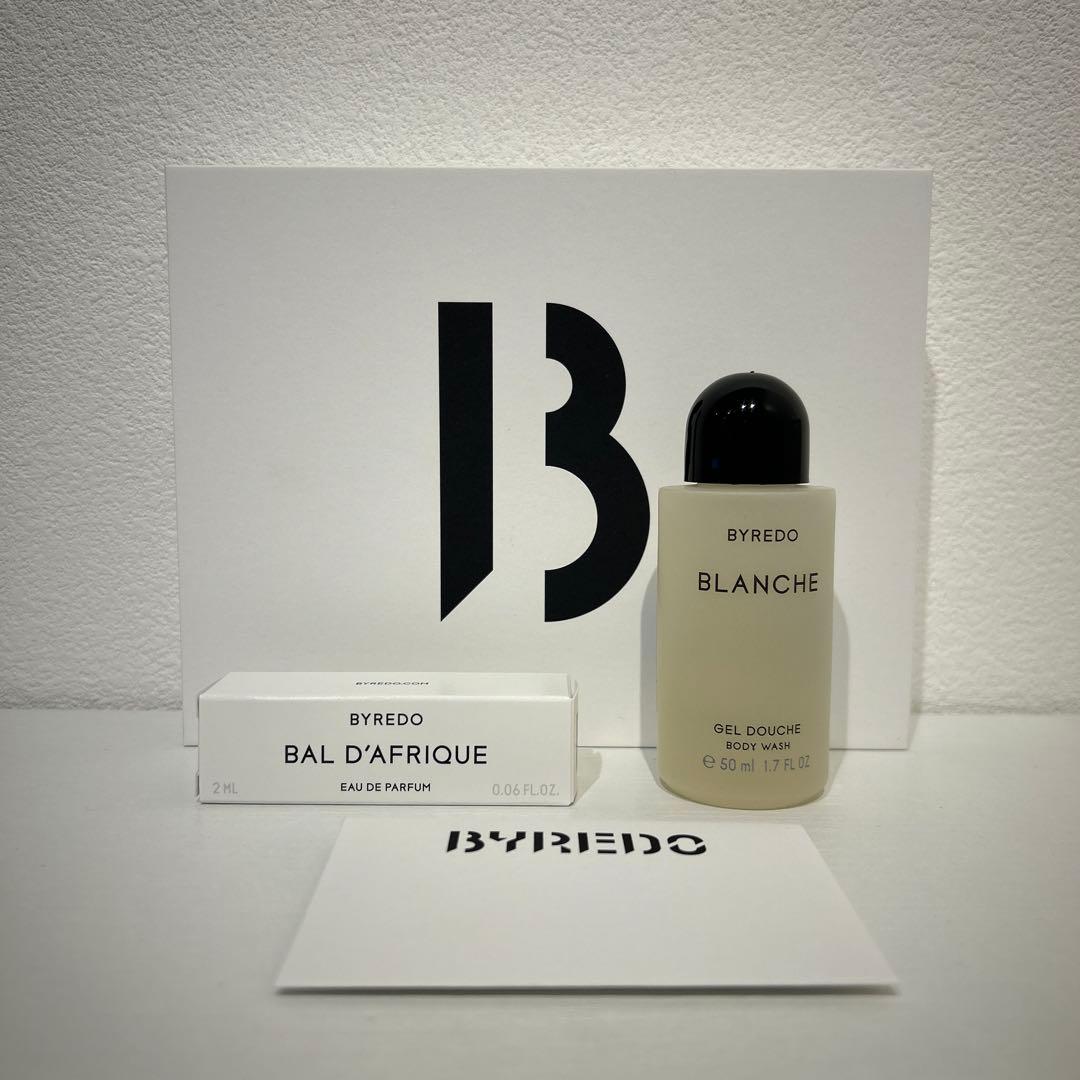 B
BYREDO
BLANCHE
GEL DOUCHE
BODY WASH
e 50 ml 1.7 FL OZ
BYREDO.COM
BYREDO
BAL D'AFRIQUE
2 ML EAU DE PARFUM 0.06 FL.OZ.
BYREDO